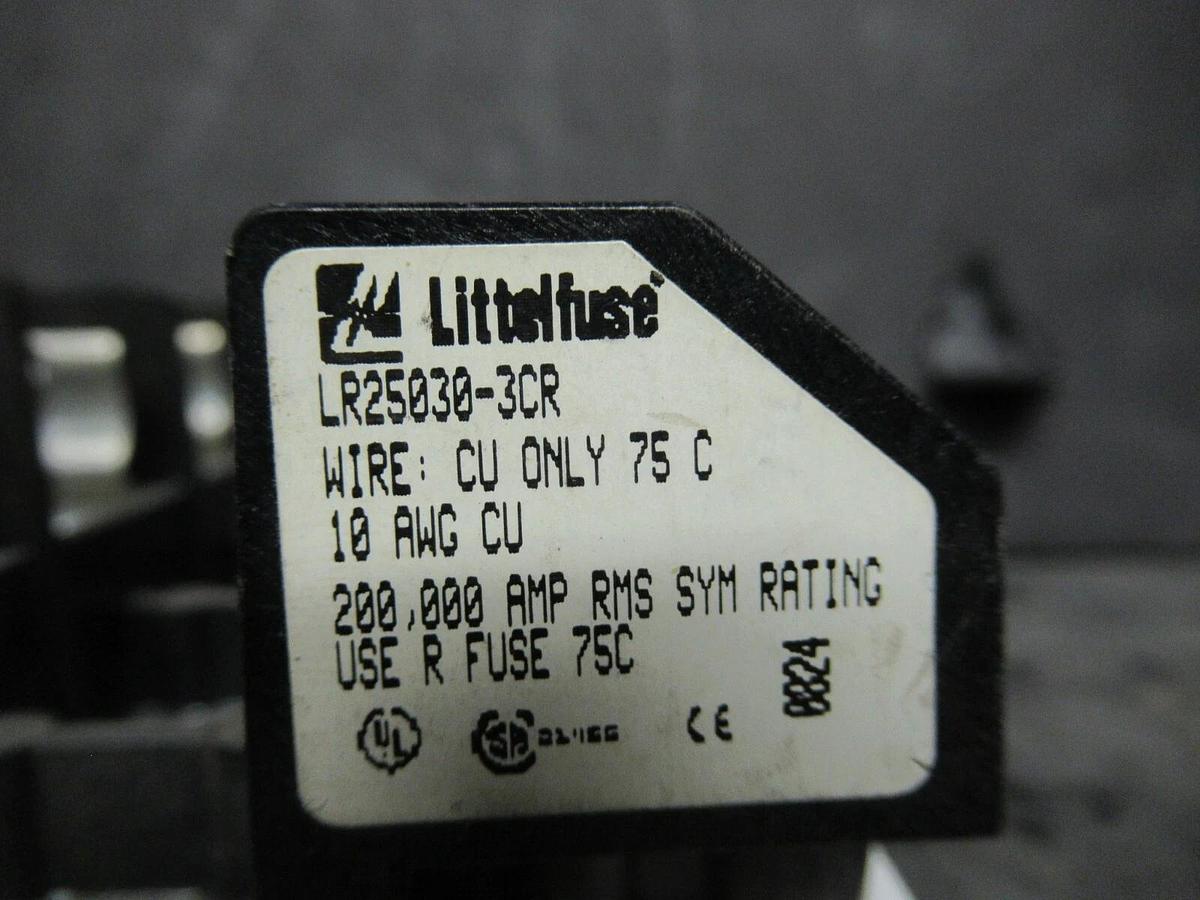 Littelfuse
LR25030-3CR
WIRE: CU ONLY 75 C
10 AWG CU
200,000 AMP RMS SYM RATING
USE R FUSE 75C
UL CE